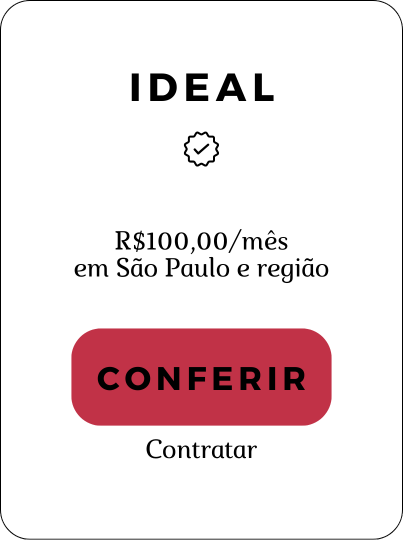 IDEAL
R$100,00/mês
em São Paulo e região
CONFERIR
Contratar